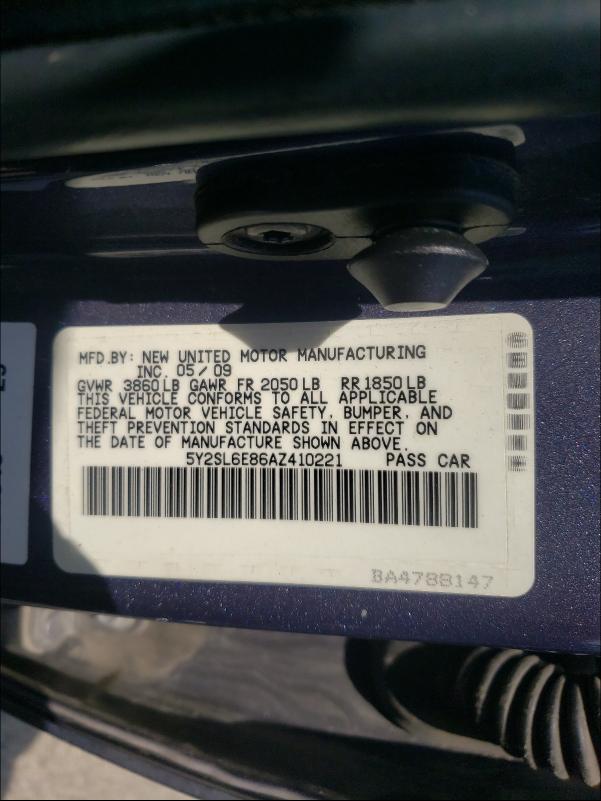 MFD.BY: NEW UNITED MOTOR MANUFACTURING
INC. 05/09
GVWR 3860 LB GAWR FR 2050 LB RR 1850 LB
THIS VEHICLE CONFORMS TO ALL APPLICABLE
FEDERAL MOTOR VEHICLE SAFETY, BUMPER, AND
THEFT PREVENTION STANDARDS IN EFFECT ON
THE DATE OF MANUFACTURE SHOWN ABOVE.
5Y2SL6E86AZ410221 PASS CAR
BA4788147